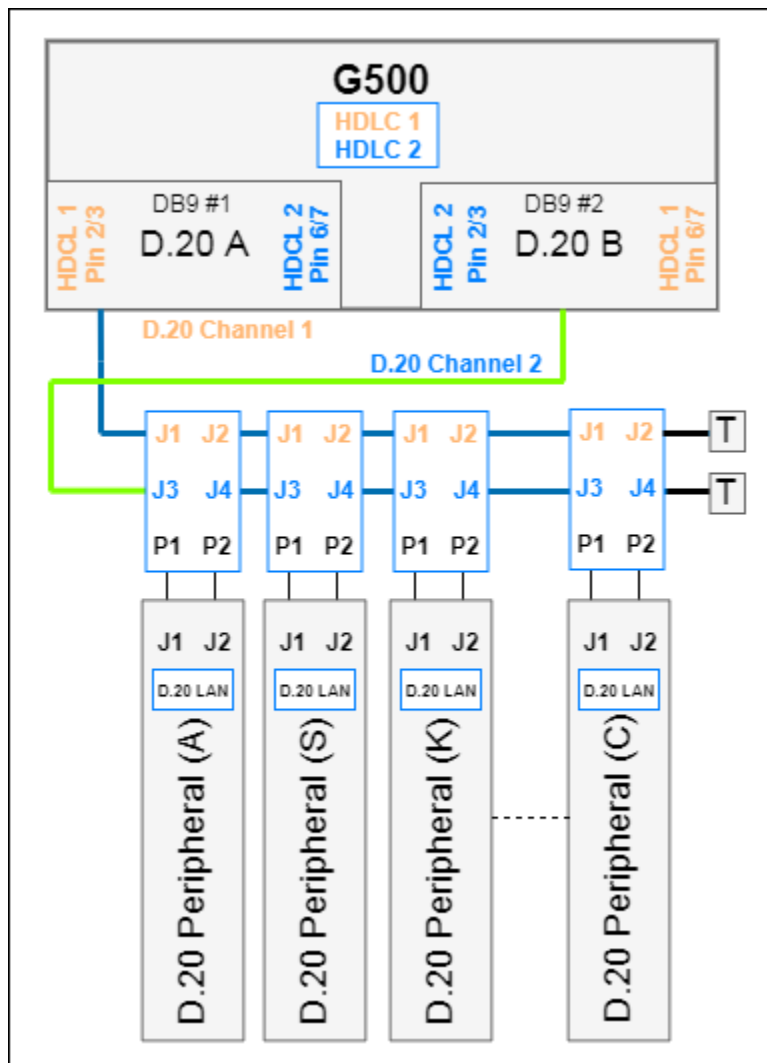 G500
HDLC 1
HDLC 2
HDCL 1
Pin 2/3
DB9 #1
D.20 A
HDCL 2
Pin 6/7
HDCL 2
Pin 2/3
DB9 #2
D.20 B
HDCL 1
Pin 6/7
D.20 Channel 1
D.20 Channel 2
J1 J2 J1 J2 J1 J2 J1 J2 T
J3 J4 J3 J4 J3 J4 J3 J4 T
P1 P2 P1 P2 P1 P2 P1 P2
J1 J2 J1 J2 J1 J2 J1 J2
D.20 LAN D.20 LAN D.20 LAN D.20 LAN
D.20 Peripheral (A)
D.20 Peripheral (S)
D.20 Peripheral (K)
D.20 Peripheral (C)